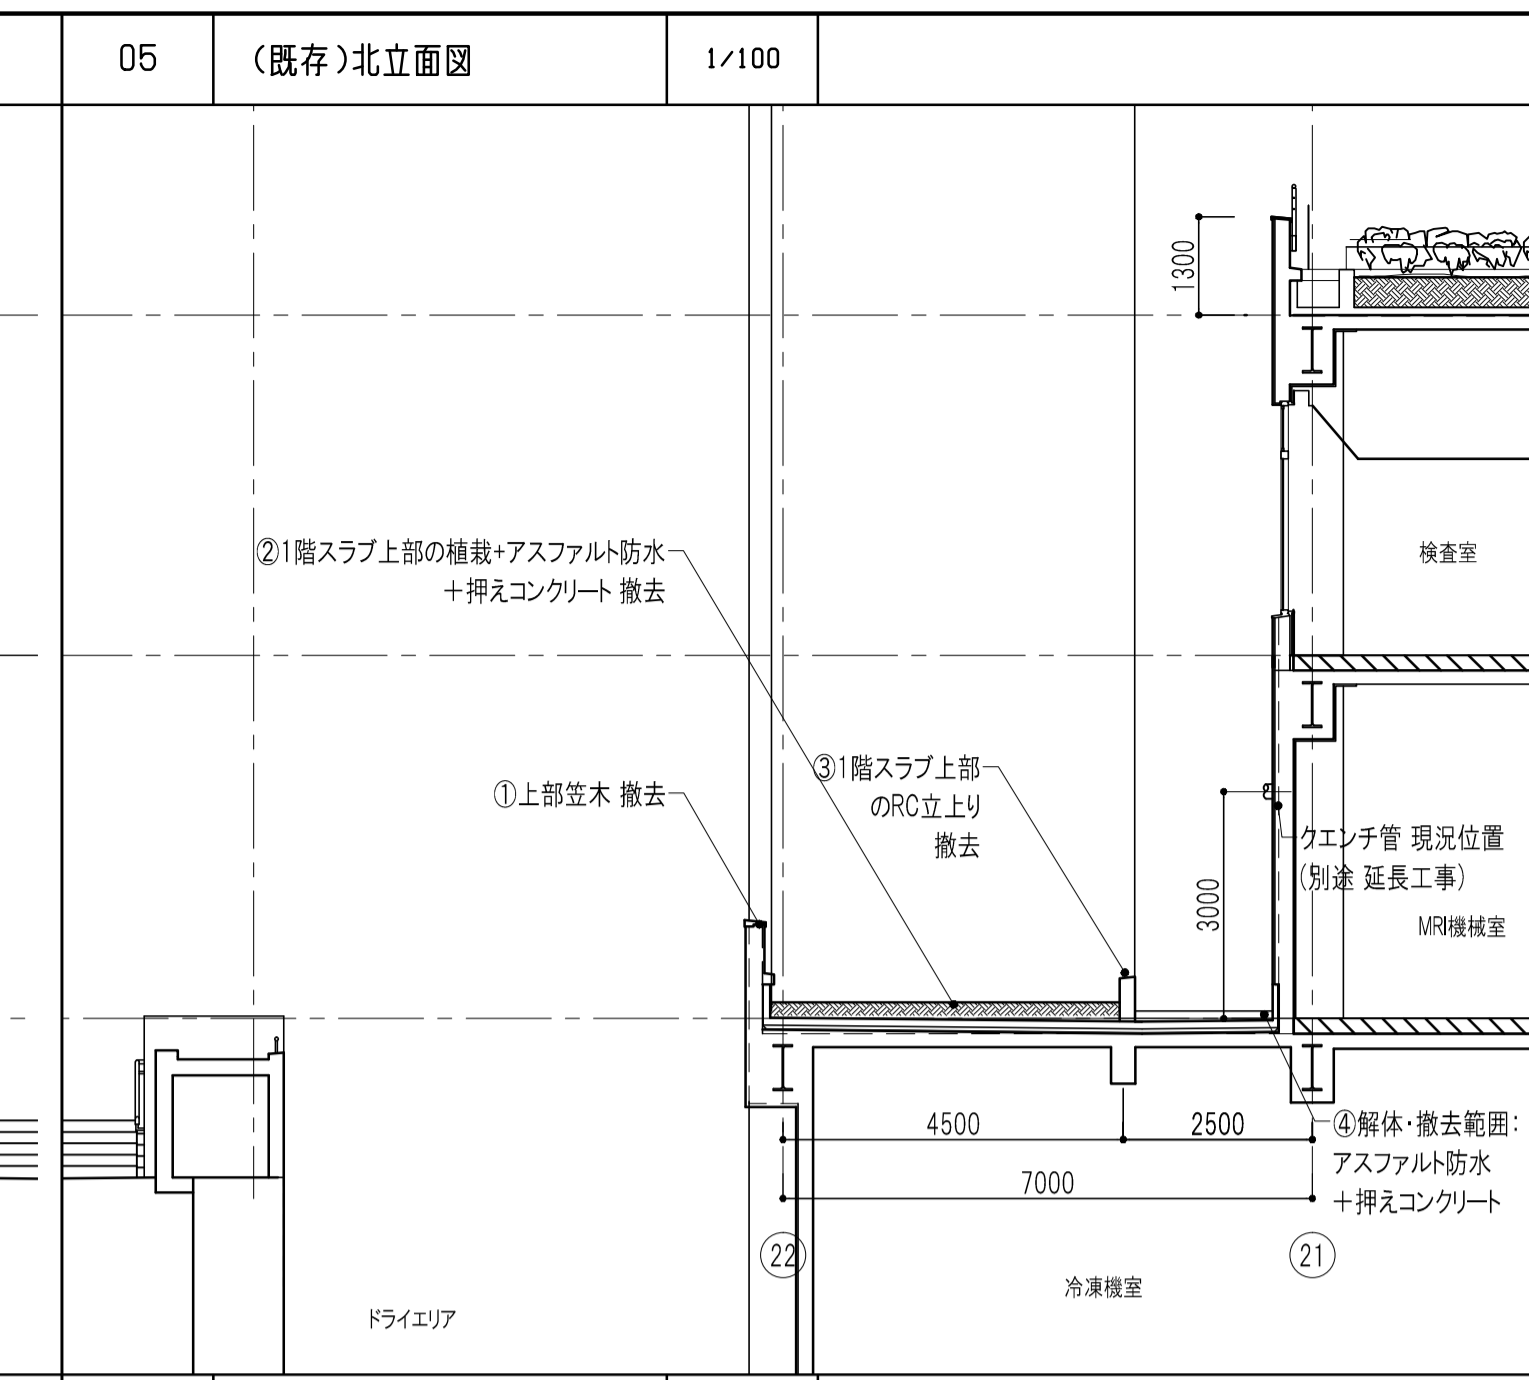 05
(既存)北立面図
1/100
1300
②1階スラブ上部の植栽+アスファルト防水
+押えコンクリート 撤去
検査室
③1階スラブ上部
のRC立上り
撤去
①上部笠木 撤去
クエンチ管 現況位置
(別途 延長工事)
3000
MRI機械室
4500
2500
④解体・撤去範囲:
アスファルト防水
+押えコンクリート
7000
22
21
冷凍機室
ドライエリア